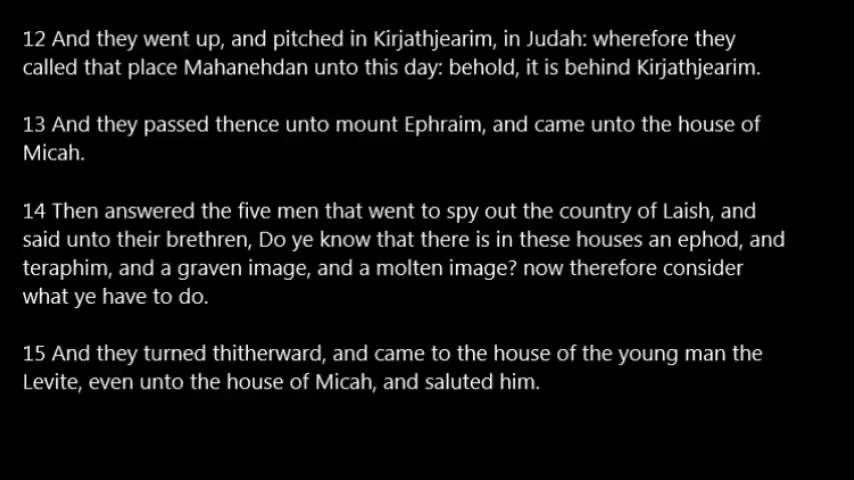 12 And they went up, and pitched in Kirjathjearim, in Judah: wherefore they
called that place Mahanehdan unto this day: behold, it is behind Kirjathjearim.
13 And they passed thence unto mount Ephraim, and came unto the house of
Micah.
14 Then answered the five men that went to spy out the country of Laish, and
said unto their brethren, Do ye know that there is in these houses an ephod, and
teraphim, and a graven image, and a molten image? now therefore consider
what ye have to do.
15 And they turned thitherward, and came to the house of the young man the
Levite, even unto the house of Micah, and saluted him.